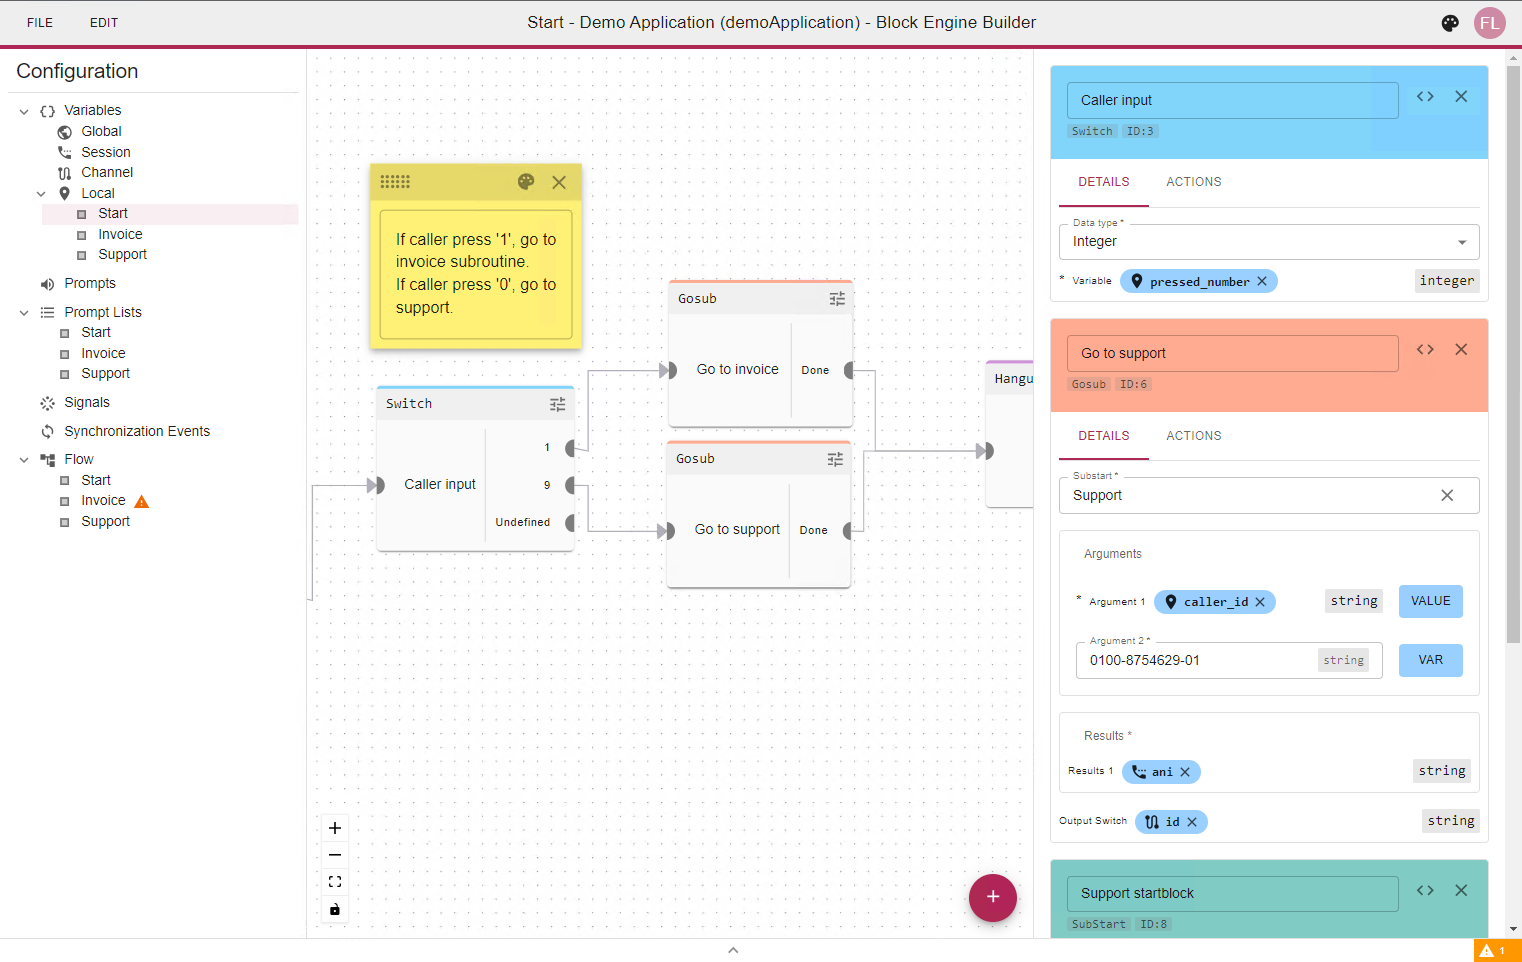 FILE
EDIT
Start - Demo Application (demoApplication) - Block Engine Builder
FL
Configuration
Variables
Global
Session
Channel
Local
Start
Invoice
Support
Prompts
Prompt Lists
Start
Invoice
Support
Signals
Synchronization Events
Flow
Start
Invoice
Support
If caller press '1', go to
invoice subroutine.
If caller press '0', go to
support.
Switch
Caller input
1
9
Undefined
Gosub
Go to invoice
Done
Gosub
Go to support
Done
Hangu
Caller input
Switch
ID:3
DETAILS
ACTIONS
Data type *
Integer
* Variable
pressed_number
integer
Go to support
Gosub
ID:6
DETAILS
ACTIONS
Substart *
Support
Arguments
* Argument 1
caller_id
string
VALUE
Argument 2 *
0100-8754629-01
string
VAR
Results *
Results 1
ani
string
Output Switch
id
string
Support startblock
SubStart
ID:8
1